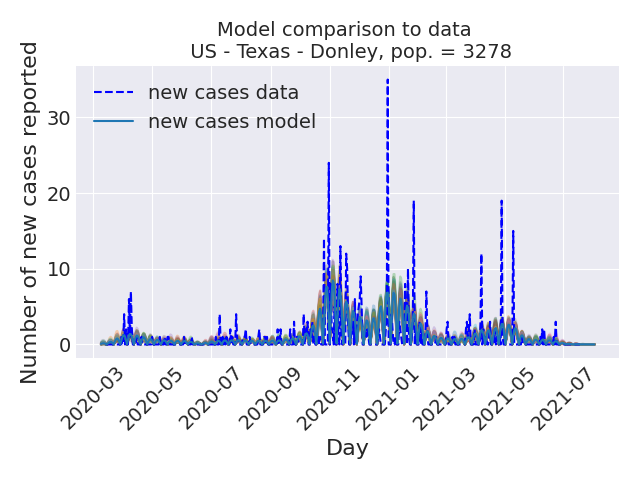 Model comparison to data
US - Texas - Donley, pop. = 3278
Number of new cases reported
new cases data
new cases model
30
20
10
0
2020-03
2020-05
2020-07
2020-09
2020-11
2021-01
2021-03
2021-05
2021-07
Day